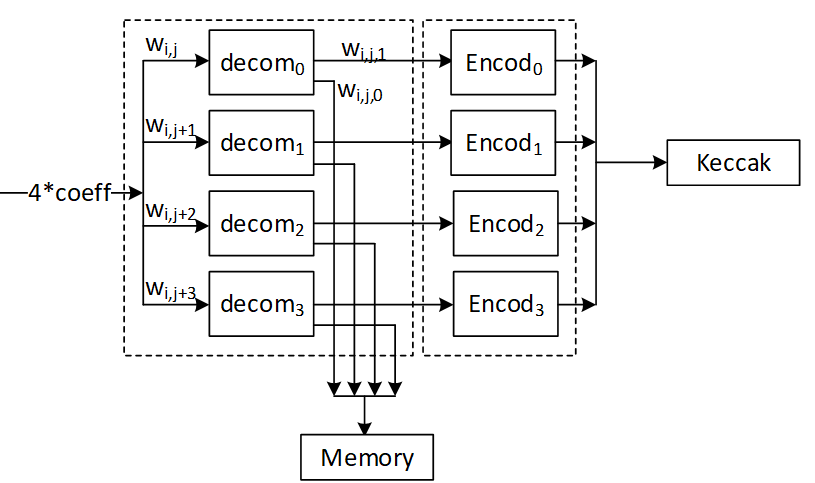 w_{i,j}
decom_0
w_{i,j,1}
Encod_0
w_{i,j,0}
w_{i,j+1}
decom_1
Encod_1
Keccak
4*coeff
w_{i,j+2}
decom_2
Encod_2
w_{i,j+3}
decom_3
Encod_3
Memory